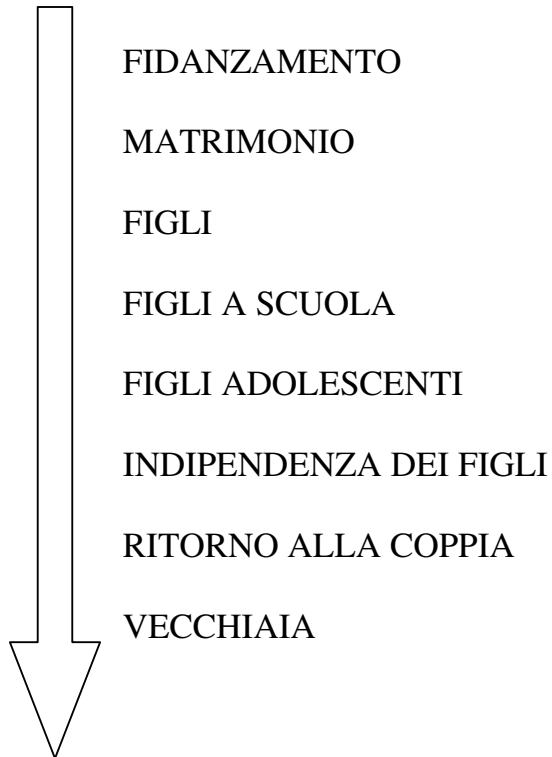 FIDANZAMENTO
MATRIMONIO
FIGLI
FIGLI A SCUOLA
FIGLI ADOLESCENTI
INDIPENDENZA DEI FIGLI
RITORNO ALLA COPPIA
VECCHIAIA